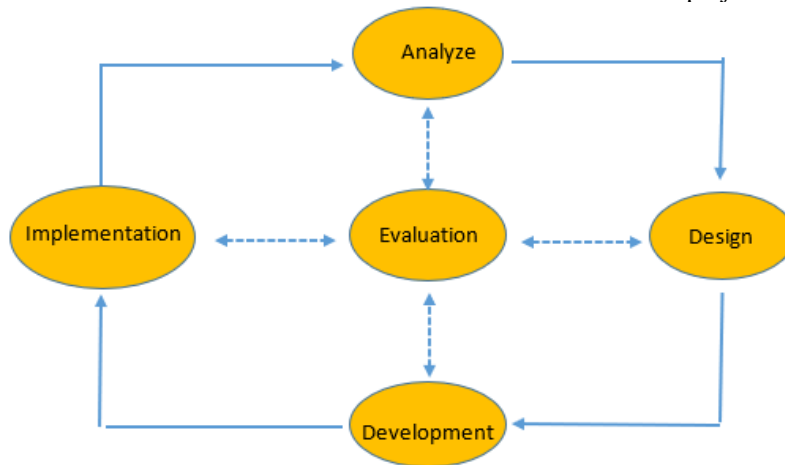 Analyze
Implementation
Evaluation
Design
Development